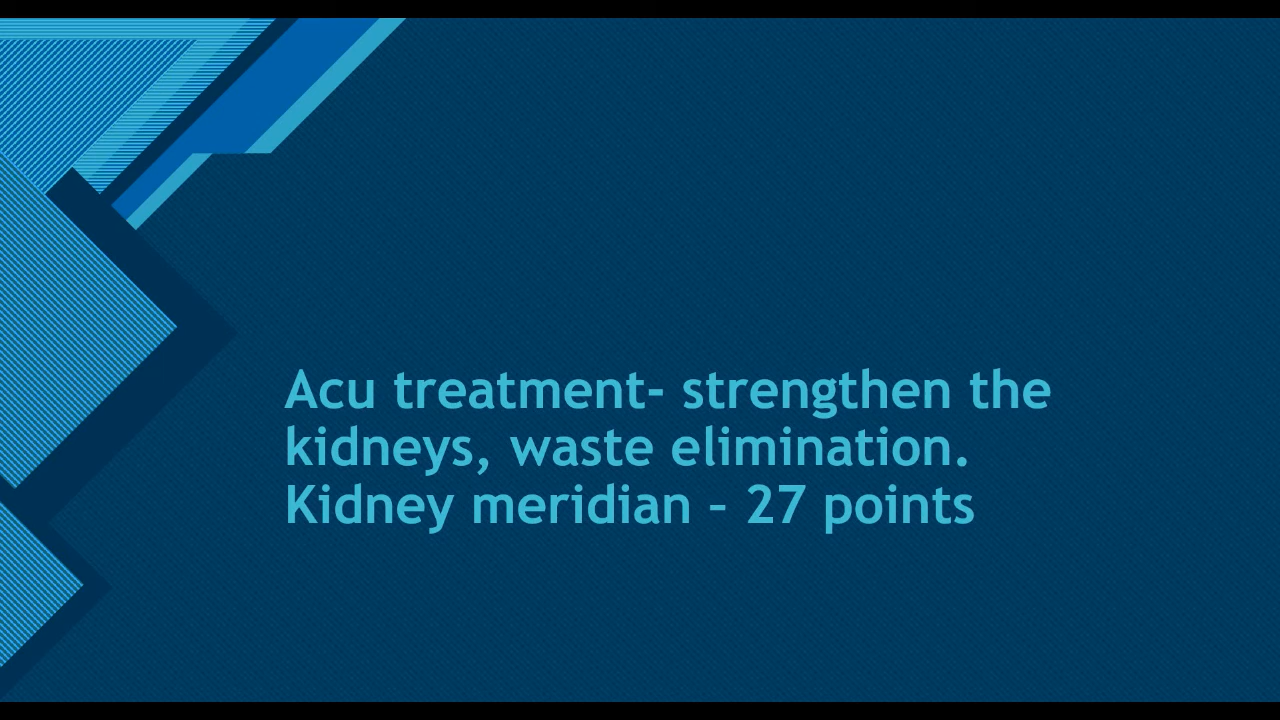 Acu treatment- strengthen the
kidneys, waste elimination.
Kidney meridian – 27 points